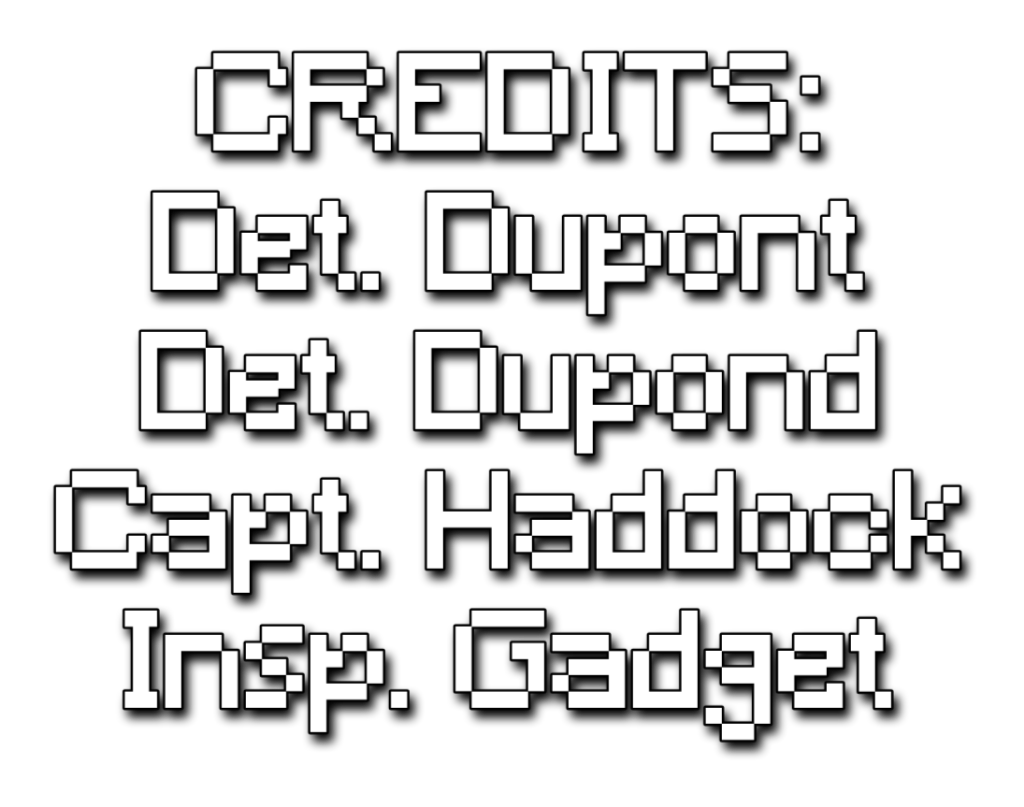 CREDITS:
Det. Dupont
Det. Dupond
Capt. Haddock
Insp. Gadget